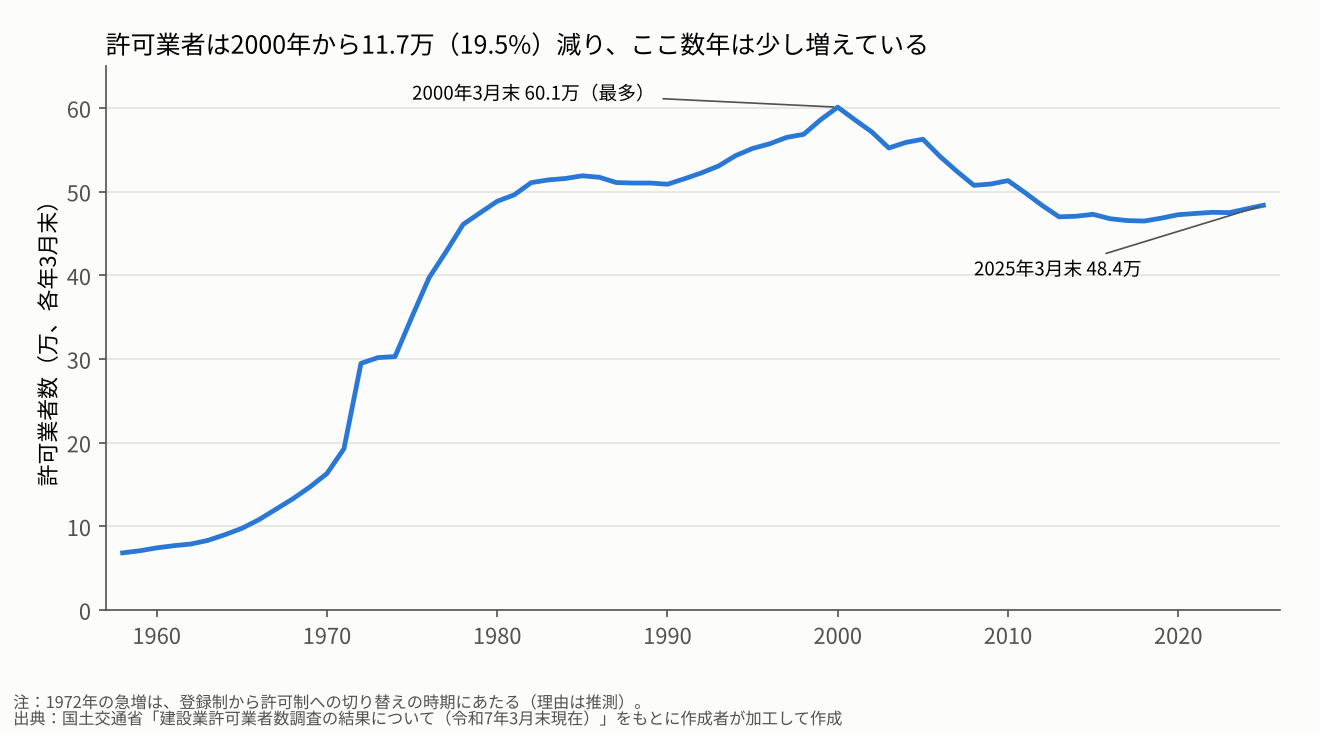 許可業者は2000年から11.7万（19.5%）減り、ここ数年は少し増えている
2000年3月末 60.1万（最多）
2025年3月末 48.4万
許可業者数（万、各年3月末）
60
50
40
30
20
10
0
1960
1970
1980
1990
2000
2010
2020
注：1972年の急増は、登録制から許可制への切り替えの時期にあたる（理由は推測）。
出典：国土交通省「建設業許可業者数調査の結果について（令和7年3月末現在）」をもとに作成者が加工して作成